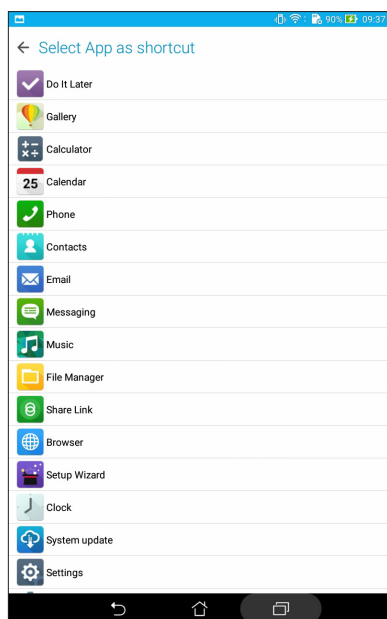 90% 09:37
Select App as shortcut
Do It Later
Gallery
Calculator
25 Calendar
Phone
Contacts
Email
Messaging
Music
File Manager
Share Link
Browser
Setup Wizard
Clock
System update
Settings